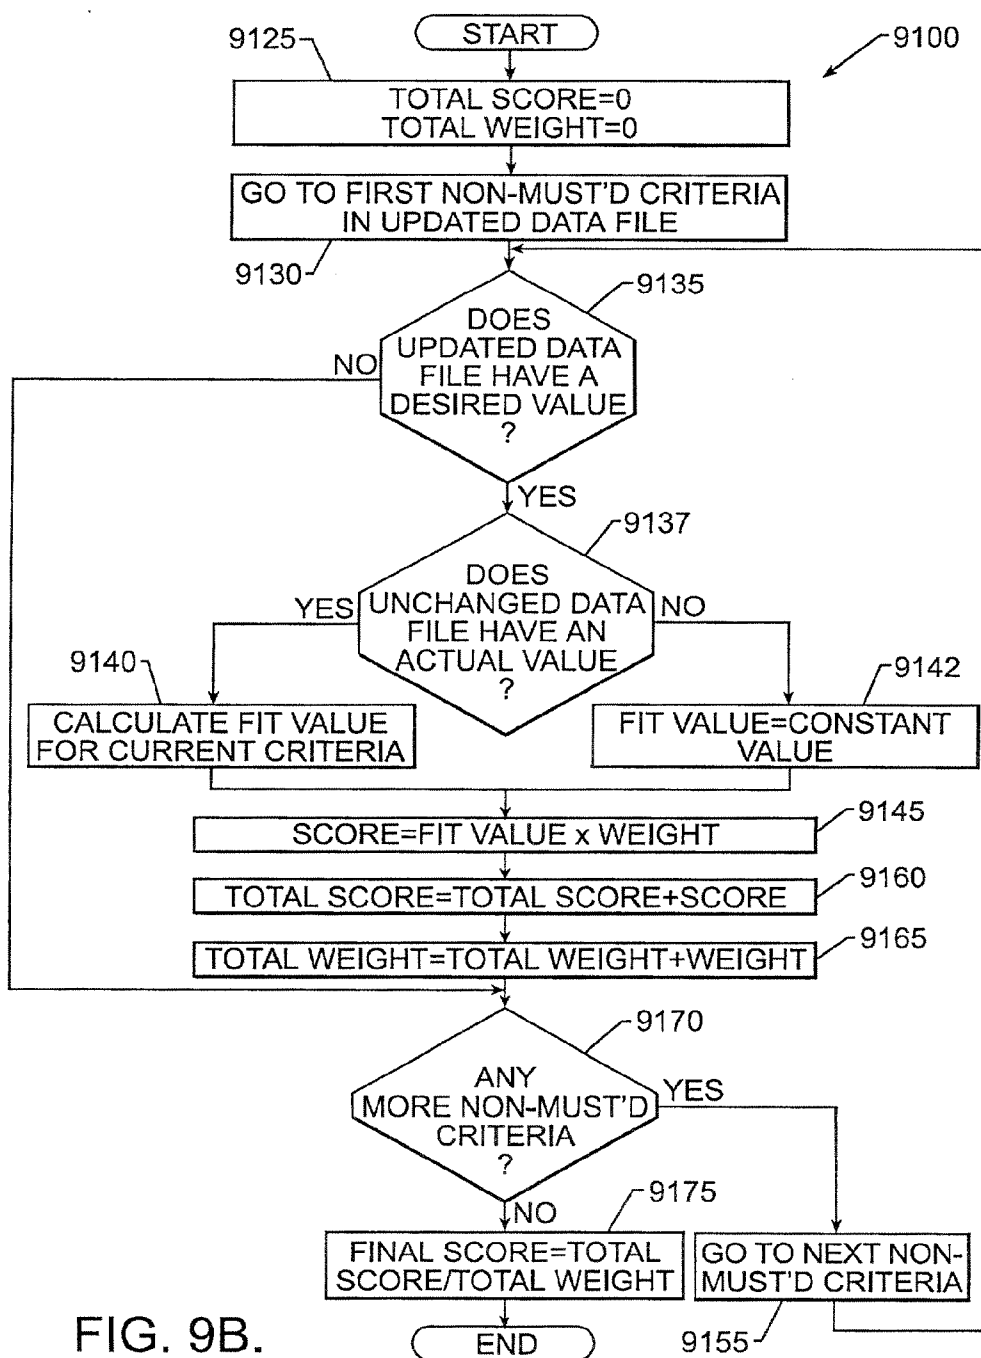 START
9125
9100
TOTAL SCORE=0
TOTAL WEIGHT=0
GO TO FIRST NON-MUST'D CRITERIA
IN UPDATED DATA FILE
9130
9135
DOES
UPDATED DATA
FILE HAVE A
DESIRED VALUE
?
NO
YES
9137
DOES
UNCHANGED DATA
FILE HAVE AN
ACTUAL VALUE
?
YES
NO
9140
9142
CALCULATE FIT VALUE
FOR CURRENT CRITERIA
FIT VALUE=CONSTANT
VALUE
9145
SCORE=FIT VALUE x WEIGHT
9160
TOTAL SCORE=TOTAL SCORE+SCORE
9165
TOTAL WEIGHT=TOTAL WEIGHT+WEIGHT
9170
ANY
MORE NON-MUST'D
CRITERIA
?
YES
NO
9175
FINAL SCORE=TOTAL
SCORE/TOTAL WEIGHT
GO TO NEXT NON-
MUST'D CRITERIA
9155
END
FIG. 9B.